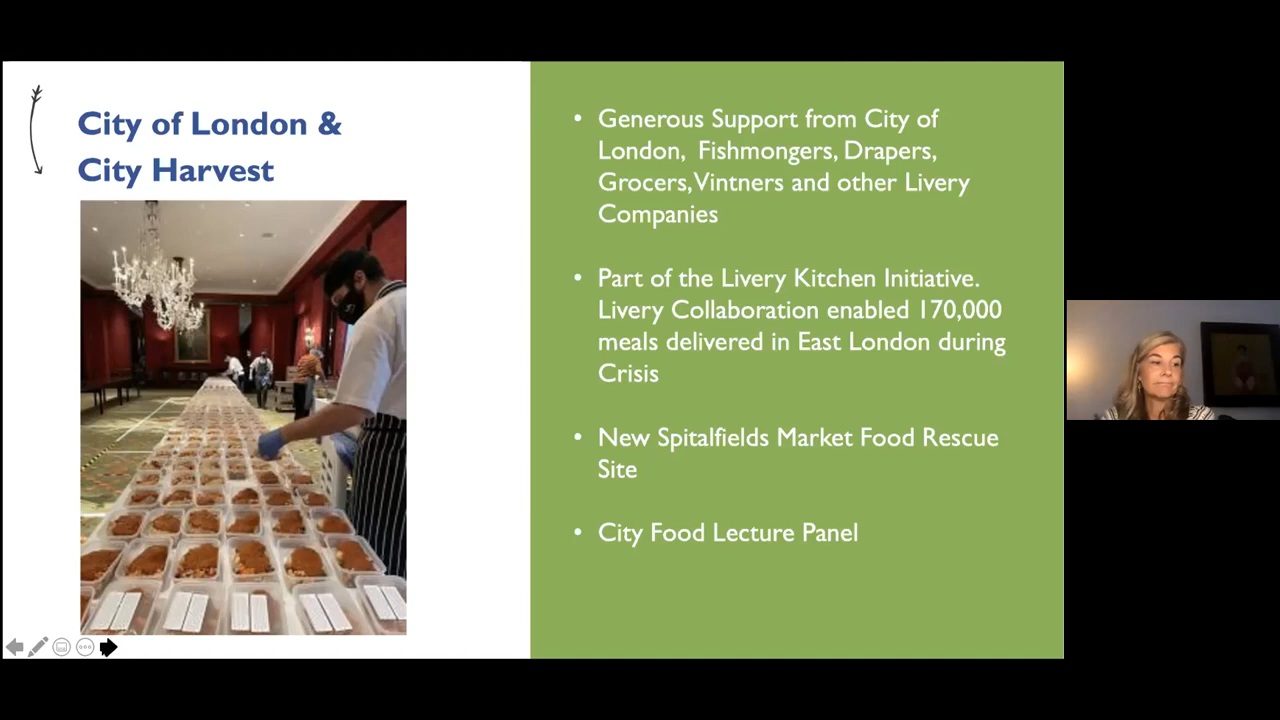 City of London &
City Harvest
• Generous Support from City of
London, Fishmongers, Drapers,
Grocers,Vintners and other Livery
Companies
• Part of the Livery Kitchen Initiative.
Livery Collaboration enabled 170,000
meals delivered in East London during
Crisis
• New Spitalfields Market Food Rescue
Site
• City Food Lecture Panel